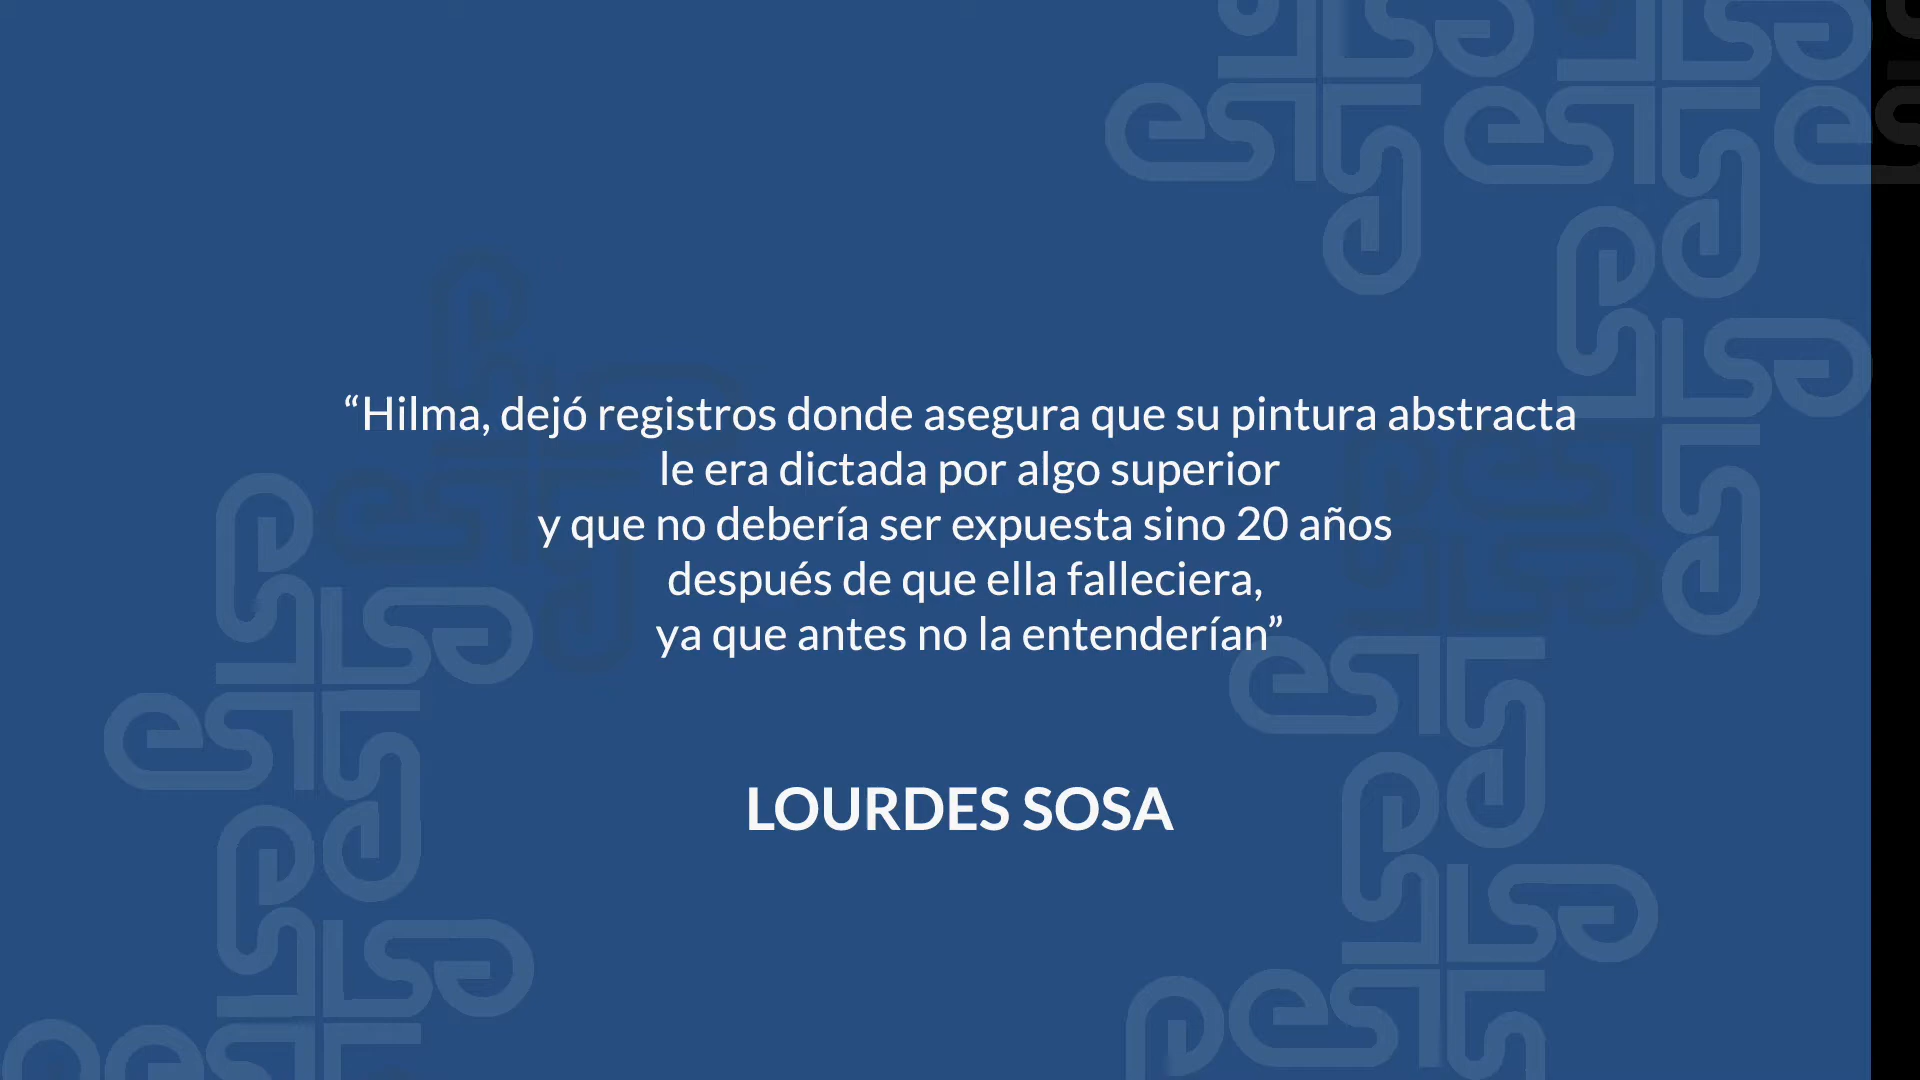 “Hilma, dejó registros donde asegura que su pintura abstracta
le era dictada por algo superior
y que no debería ser expuesta sino 20 años
después de que ella falleciera,
ya que antes no la entenderían”
LOURDES SOSA